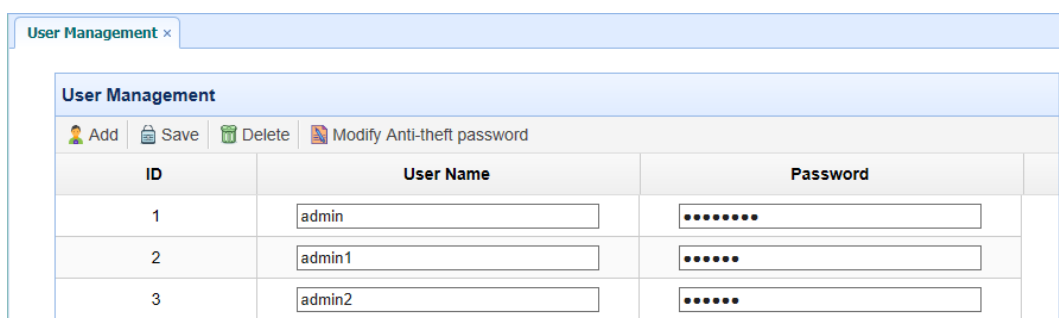 User Management ×
User Management
Add Save Delete Modify Anti-theft password
ID User Name Password
1 admin ••••••••
2 admin1 ••••••
3 admin2 ••••••